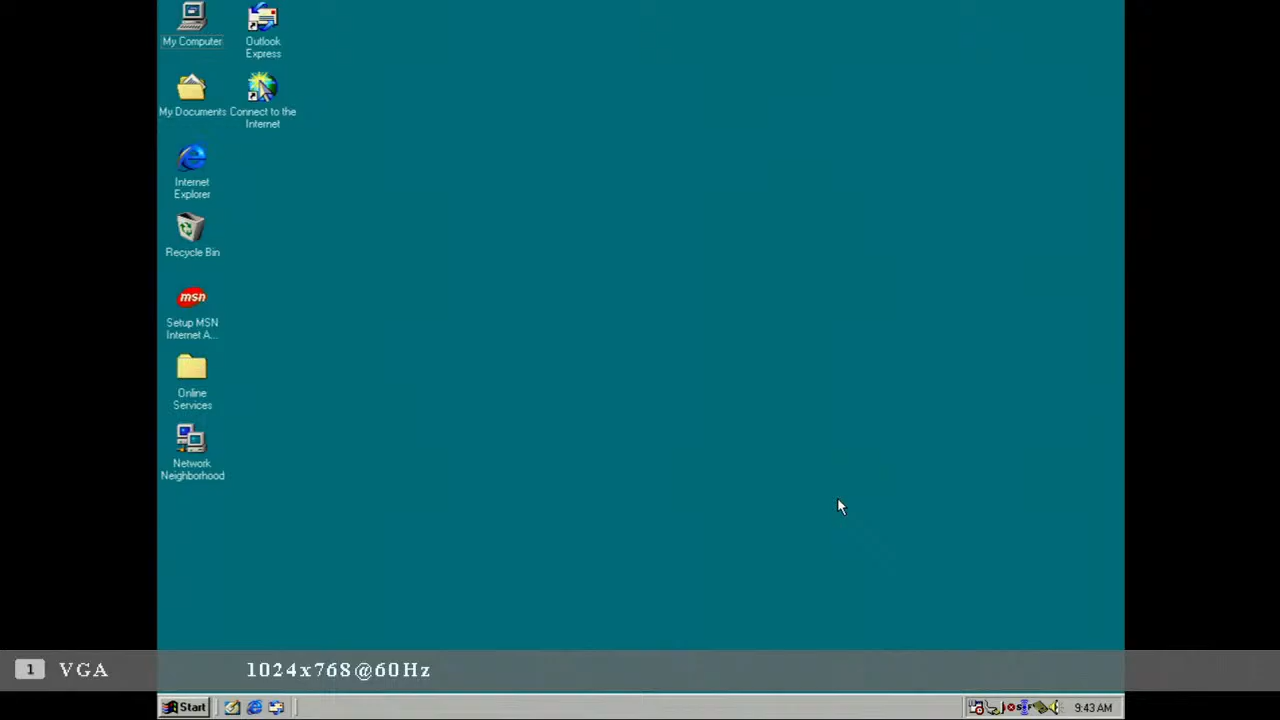 My Computer
Outlook
Express
My Documents
Connect to the
Internet
Internet
Explorer
Recycle Bin
msn
Setup MSN
Internet A...
Online
Services
Network
Neighborhood
1 VGA 1024x768@60Hz
Start
9:43 AM